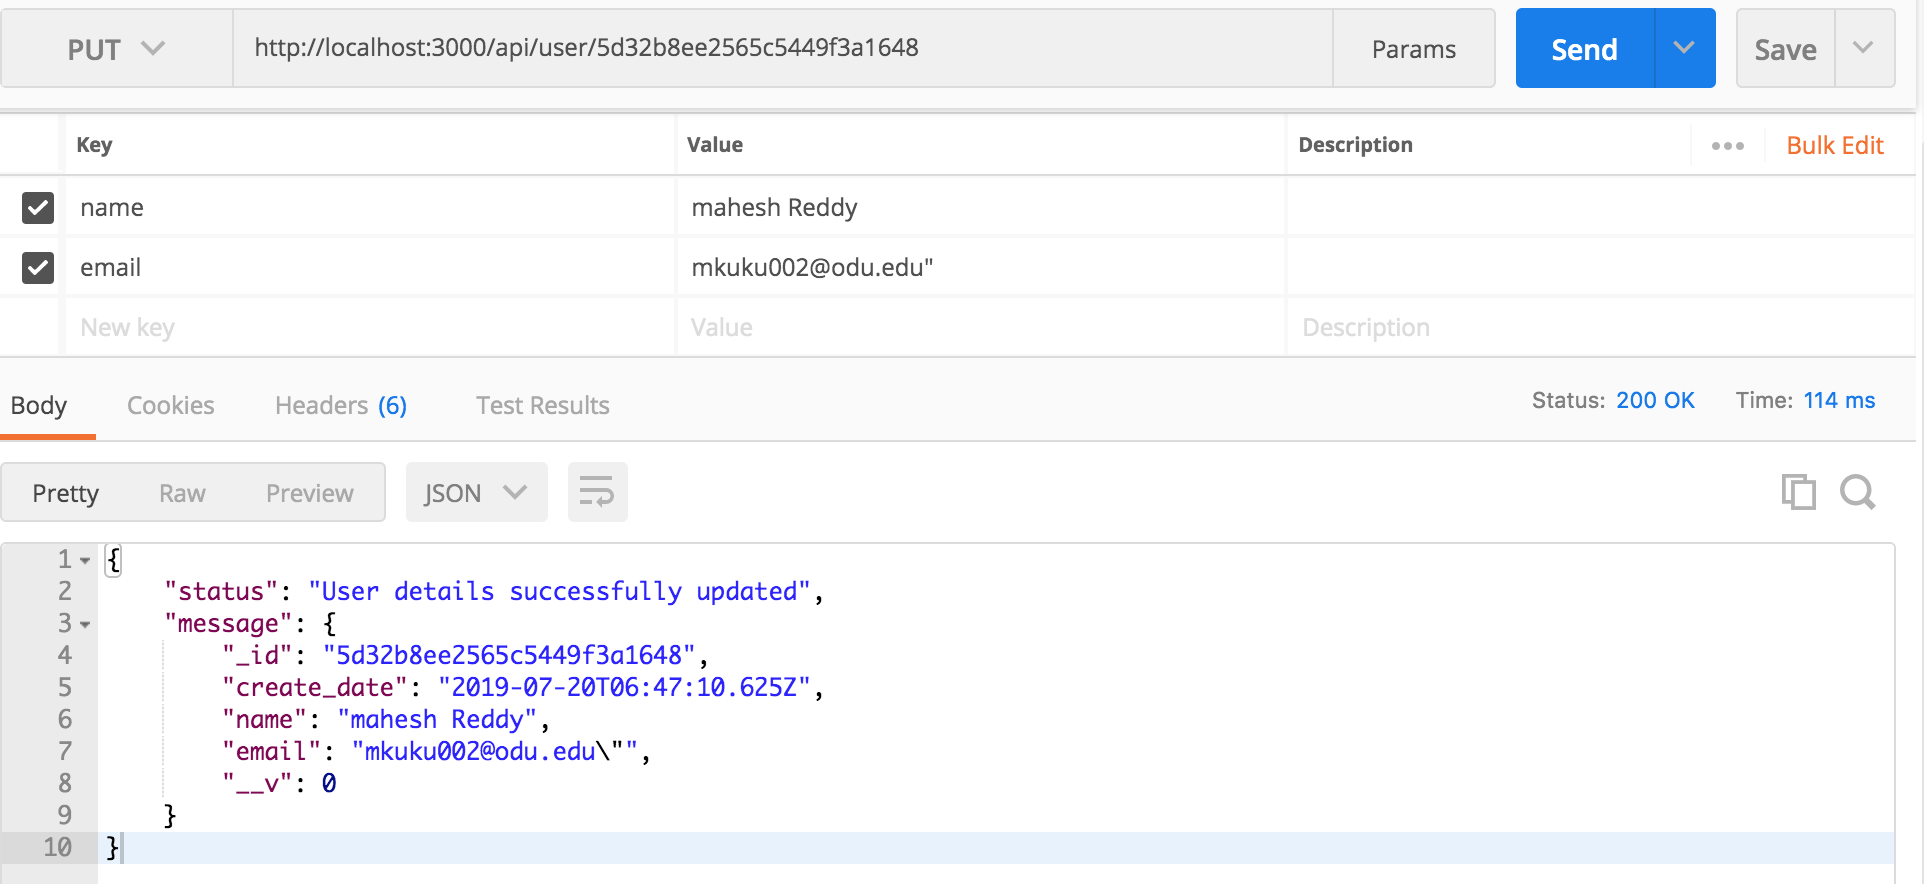 PUT http://localhost:3000/api/user/5d32b8ee2565c5449f3a1648 Params Send Save
Key Value Description Bulk Edit
name mahesh Reddy
email mkuku002@odu.edu"
New key Value Description
Body Cookies Headers (6) Test Results Status: 200 OK Time: 114 ms
Pretty Raw Preview JSON
1 {
2 "status": "User details successfully updated",
3 "message": {
4 "_id": "5d32b8ee2565c5449f3a1648",
5 "create_date": "2019-07-20T06:47:10.625Z",
6 "name": "mahesh Reddy",
7 "email": "mkuku002@odu.edu\"",
8 "__v": 0
9 }
10 }